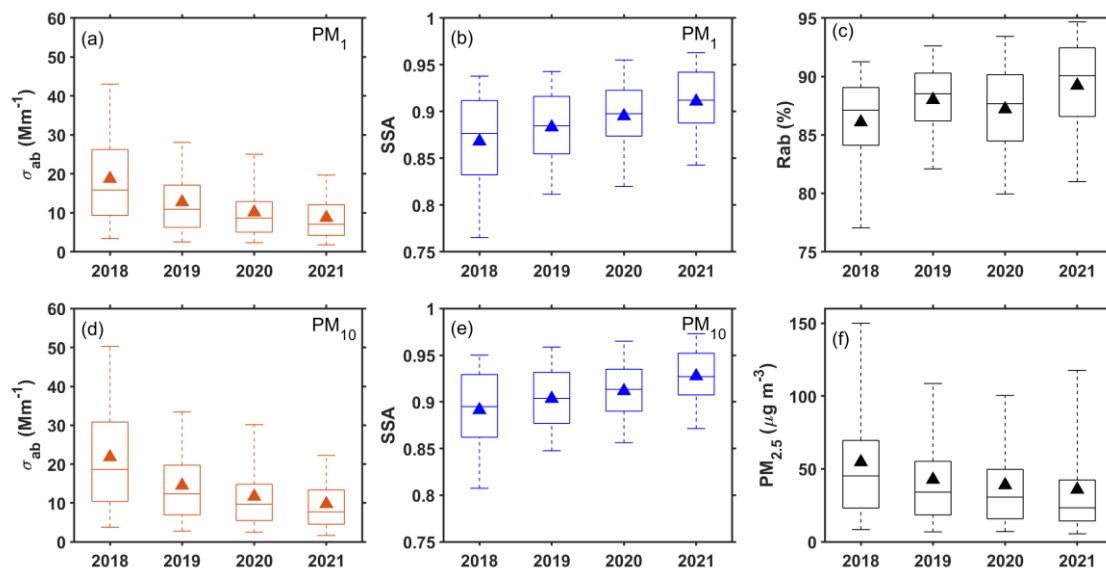 (a)
PM₁
σab (Mm⁻¹)
60
50
40
30
20
10
0
2018 2019 2020 2021
(b)
PM₁
SSA
1
0.95
0.9
0.85
0.8
0.75
2018 2019 2020 2021
(c)
Rab (%)
95
90
85
80
75
2018 2019 2020 2021
(d)
PM₁₀
σab (Mm⁻¹)
60
50
40
30
20
10
0
2018 2019 2020 2021
(e)
PM₁₀
SSA
1
0.95
0.9
0.85
0.8
0.75
2018 2019 2020 2021
(f)
PM₂.₅ (μg m⁻³)
150
100
50
0
2018 2019 2020 2021